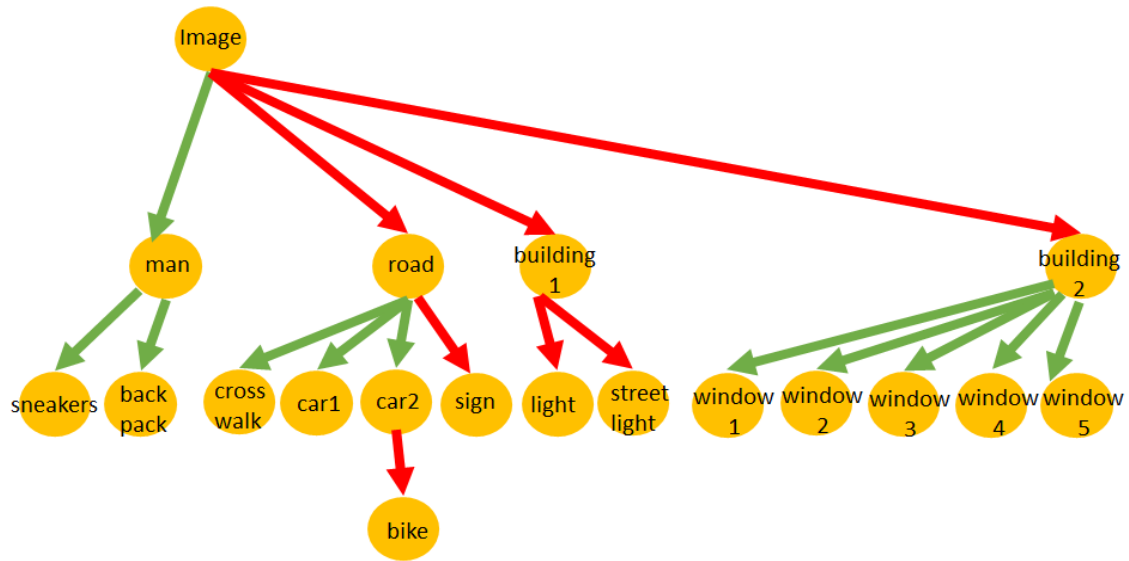 Image
man
road
building
1
building
2
sneakers
back
pack
cross
walk
car1
car2
sign
light
street
light
window
1
window
2
window
3
window
4
window
5
bike